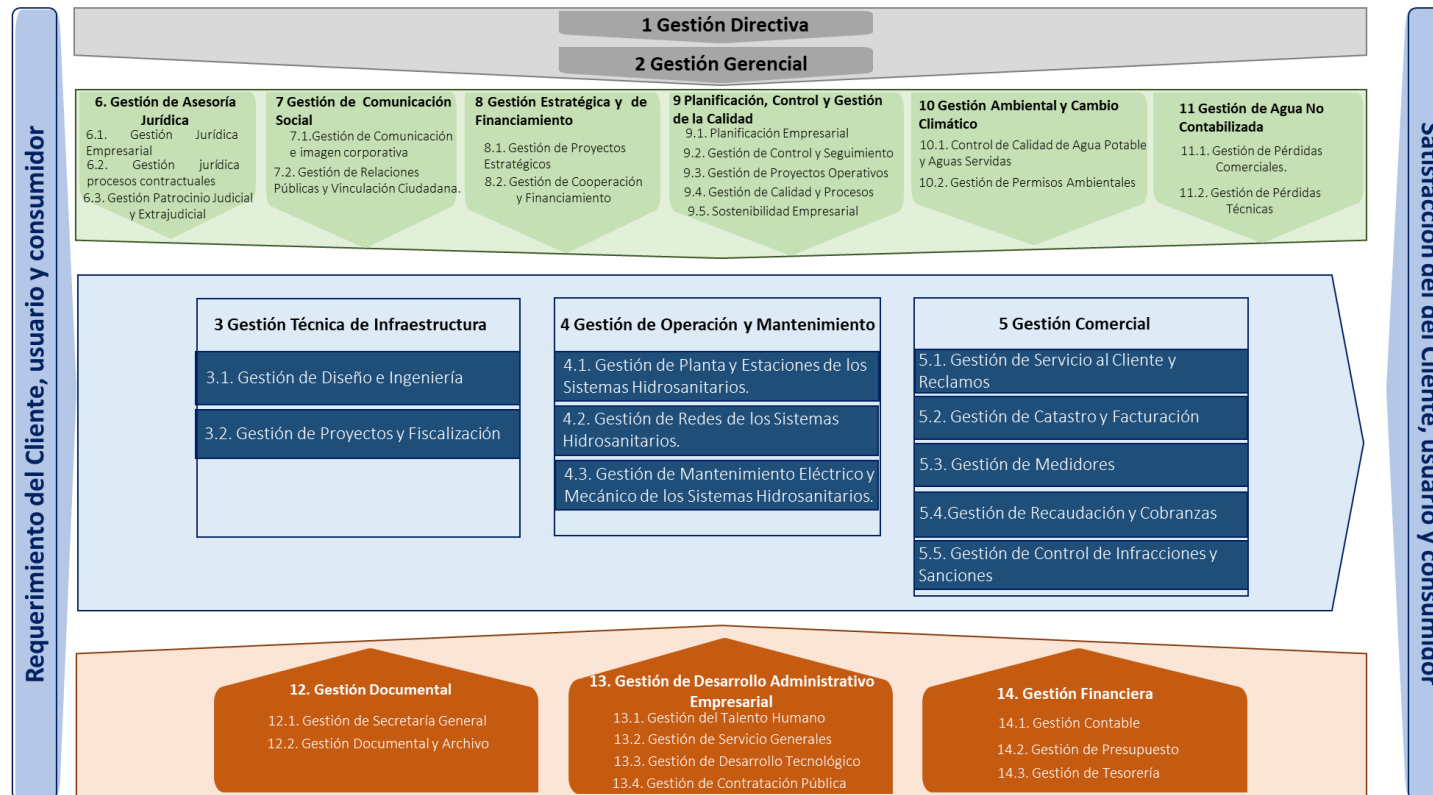 Requerimiento del Cliente, usuario y consumidor
1 Gestión Directiva
2 Gestión Gerencial
6. Gestión de Asesoría
Jurídica
6.1. Gestión Jurídica
Empresarial
6.2. Gestión jurídica
procesos contractuales
6.3. Gestión Patrocinio Judicial
y Extrajudicial
7 Gestión de Comunicación
Social
7.1.Gestión de Comunicación
e imagen corporativa
7.2. Gestión de Relaciones
Públicas y Vinculación Ciudadana.
8 Gestión Estratégica y de
Financiamiento
8.1. Gestión de Proyectos
Estratégicos
8.2. Gestión de Cooperación
y Financiamiento
9 Planificación, Control y Gestión
de la Calidad
9.1. Planificación Empresarial
9.2. Gestión de Control y Seguimiento
9.3. Gestión de Proyectos Operativos
9.4. Gestión de Calidad y Procesos
9.5. Sostenibilidad Empresarial
10 Gestión Ambiental y Cambio
Climático
10.1. Control de Calidad de Agua Potable
y Aguas Servidas
10.2. Gestión de Permisos Ambientales
11 Gestión de Agua No
Contabilizada
11.1. Gestión de Pérdidas
Comerciales.
11.2. Gestión de Pérdidas
Técnicas
3 Gestión Técnica de Infraestructura
3.1. Gestión de Diseño e Ingeniería
3.2. Gestión de Proyectos y Fiscalización
4 Gestión de Operación y Mantenimiento
4.1. Gestión de Planta y Estaciones de los
Sistemas Hidrosanitarios.
4.2. Gestión de Redes de los Sistemas
Hidrosanitarios.
4.3. Gestión de Mantenimiento Eléctrico y
Mecánico de los Sistemas Hidrosanitarios.
5 Gestión Comercial
5.1. Gestión de Servicio al Cliente y
Reclamos
5.2. Gestión de Catastro y Facturación
5.3. Gestión de Medidores
5.4.Gestión de Recaudación y Cobranzas
5.5. Gestión de Control de Infracciones y
Sanciones
12. Gestión Documental
12.1. Gestión de Secretaría General
12.2. Gestión Documental y Archivo
13. Gestión de Desarrollo Administrativo
Empresarial
13.1. Gestión del Talento Humano
13.2. Gestión de Servicio Generales
13.3. Gestión de Desarrollo Tecnológico
13.4. Gestión de Contratación Pública
14. Gestión Financiera
14.1. Gestión Contable
14.2. Gestión de Presupuesto
14.3. Gestión de Tesorería
Satisfacción del del Cliente, usuario y consumidor